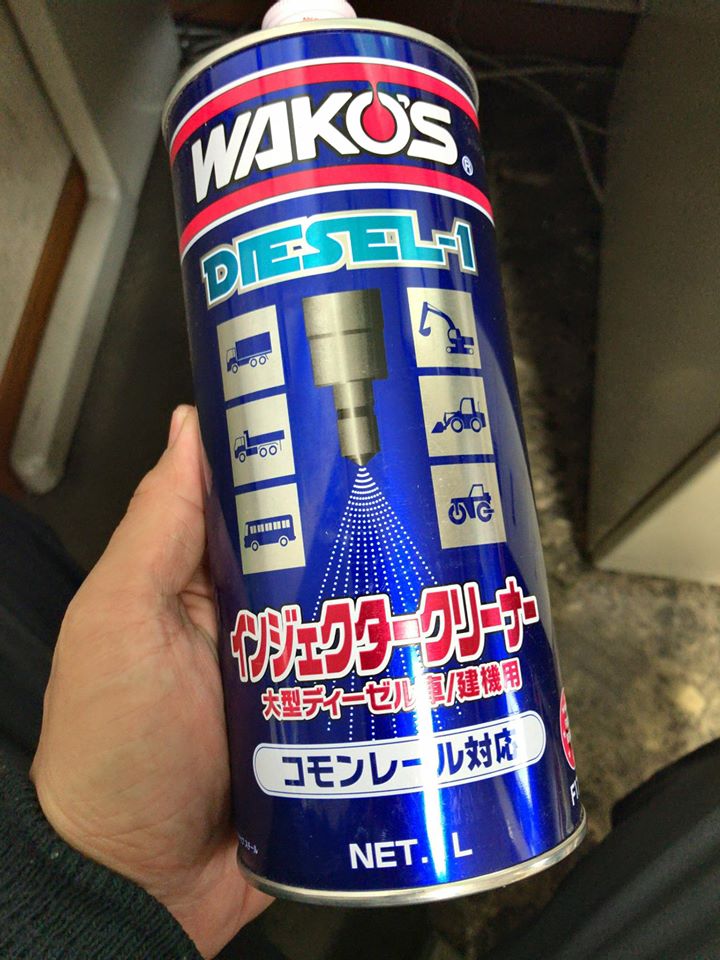 WAKO'S®
DIESEL-1
インジェクタークリーナー
大型ディーゼル車/建機用
コモンレール対応
NET. L